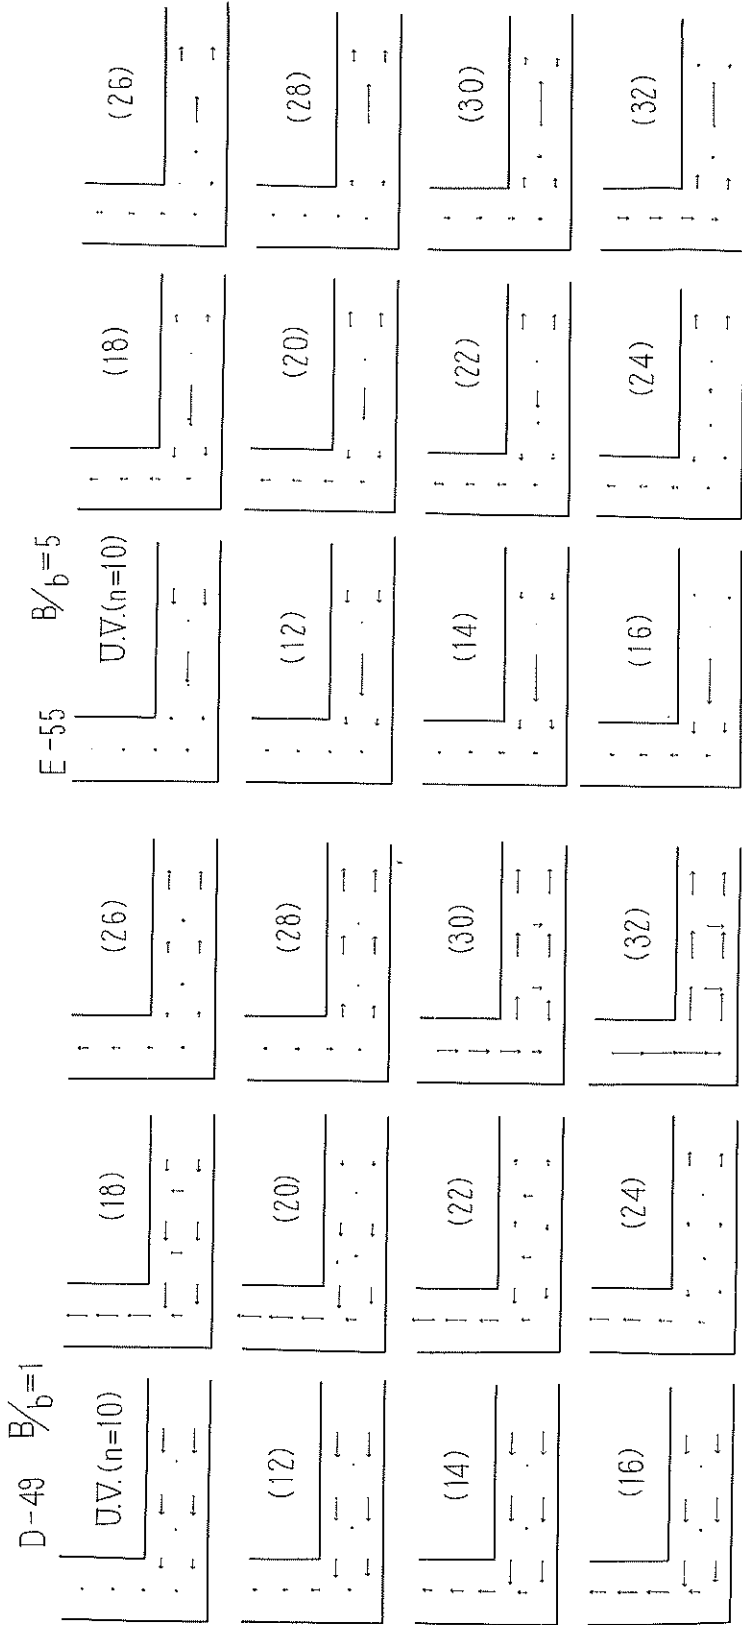 E-55 B/b=5
U.V.(n=10) (18) (26)
(12) (20) (28)
(14) (22) (30)
(16) (24) (32)
D-49 B/b=1
U.V.(n=10) (18) (26)
(12) (20) (28)
(14) (22) (30)
(16) (24) (32)